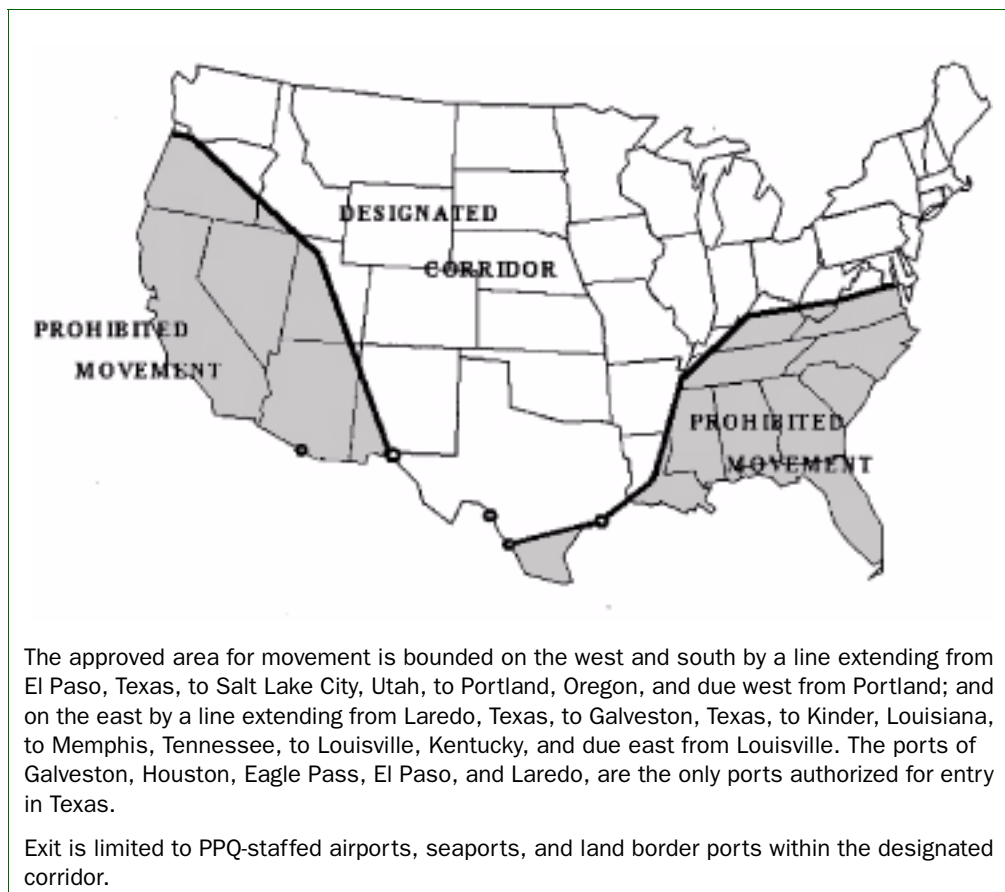 DESIGNATED
CORRIDOR
PROHIBITED
MOVEMENT
PROHIBITED
MOVEMENT
The approved area for movement is bounded on the west and south by a line extending from
El Paso, Texas, to Salt Lake City, Utah, to Portland, Oregon, and due west from Portland; and
on the east by a line extending from Laredo, Texas, to Galveston, Texas, to Kinder, Louisiana,
to Memphis, Tennessee, to Louisville, Kentucky, and due east from Louisville. The ports of
Galveston, Houston, Eagle Pass, El Paso, and Laredo, are the only ports authorized for entry
in Texas.
Exit is limited to PPQ-staffed airports, seaports, and land border ports within the designated
corridor.